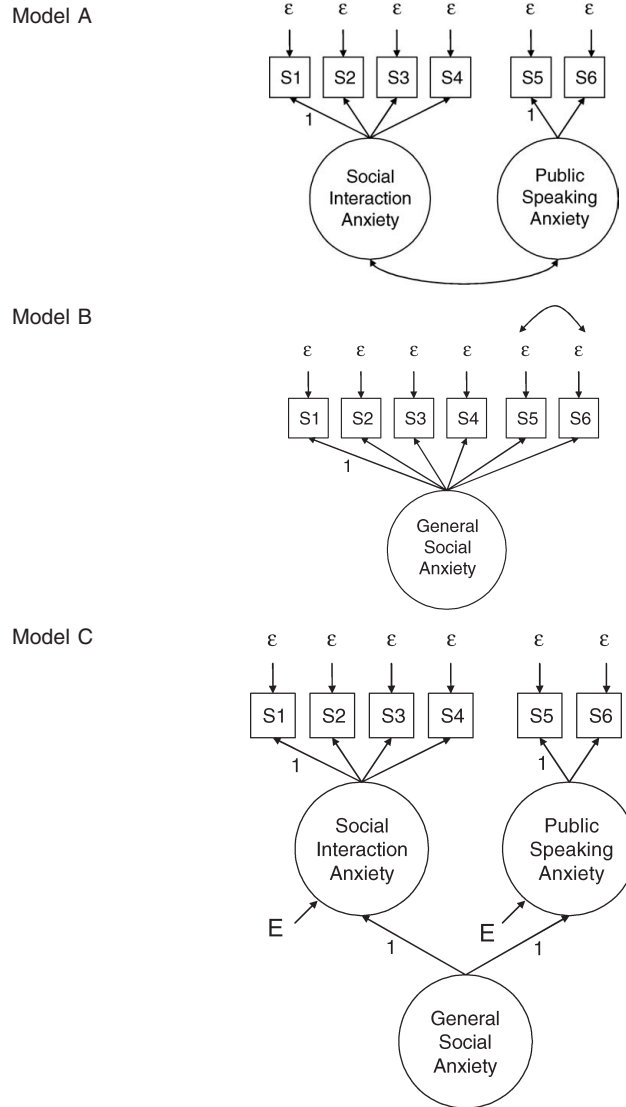 Model A
ε ε ε ε ε ε
S1 S2 S3 S4 S5 S6
1 1
Social
Interaction
Anxiety
Public
Speaking
Anxiety
Model B
ε ε ε ε ε ε
S1 S2 S3 S4 S5 S6
1
General
Social
Anxiety
Model C
ε ε ε ε ε ε
S1 S2 S3 S4 S5 S6
1 1
Social
Interaction
Anxiety
Public
Speaking
Anxiety
E E
1 1
General
Social
Anxiety